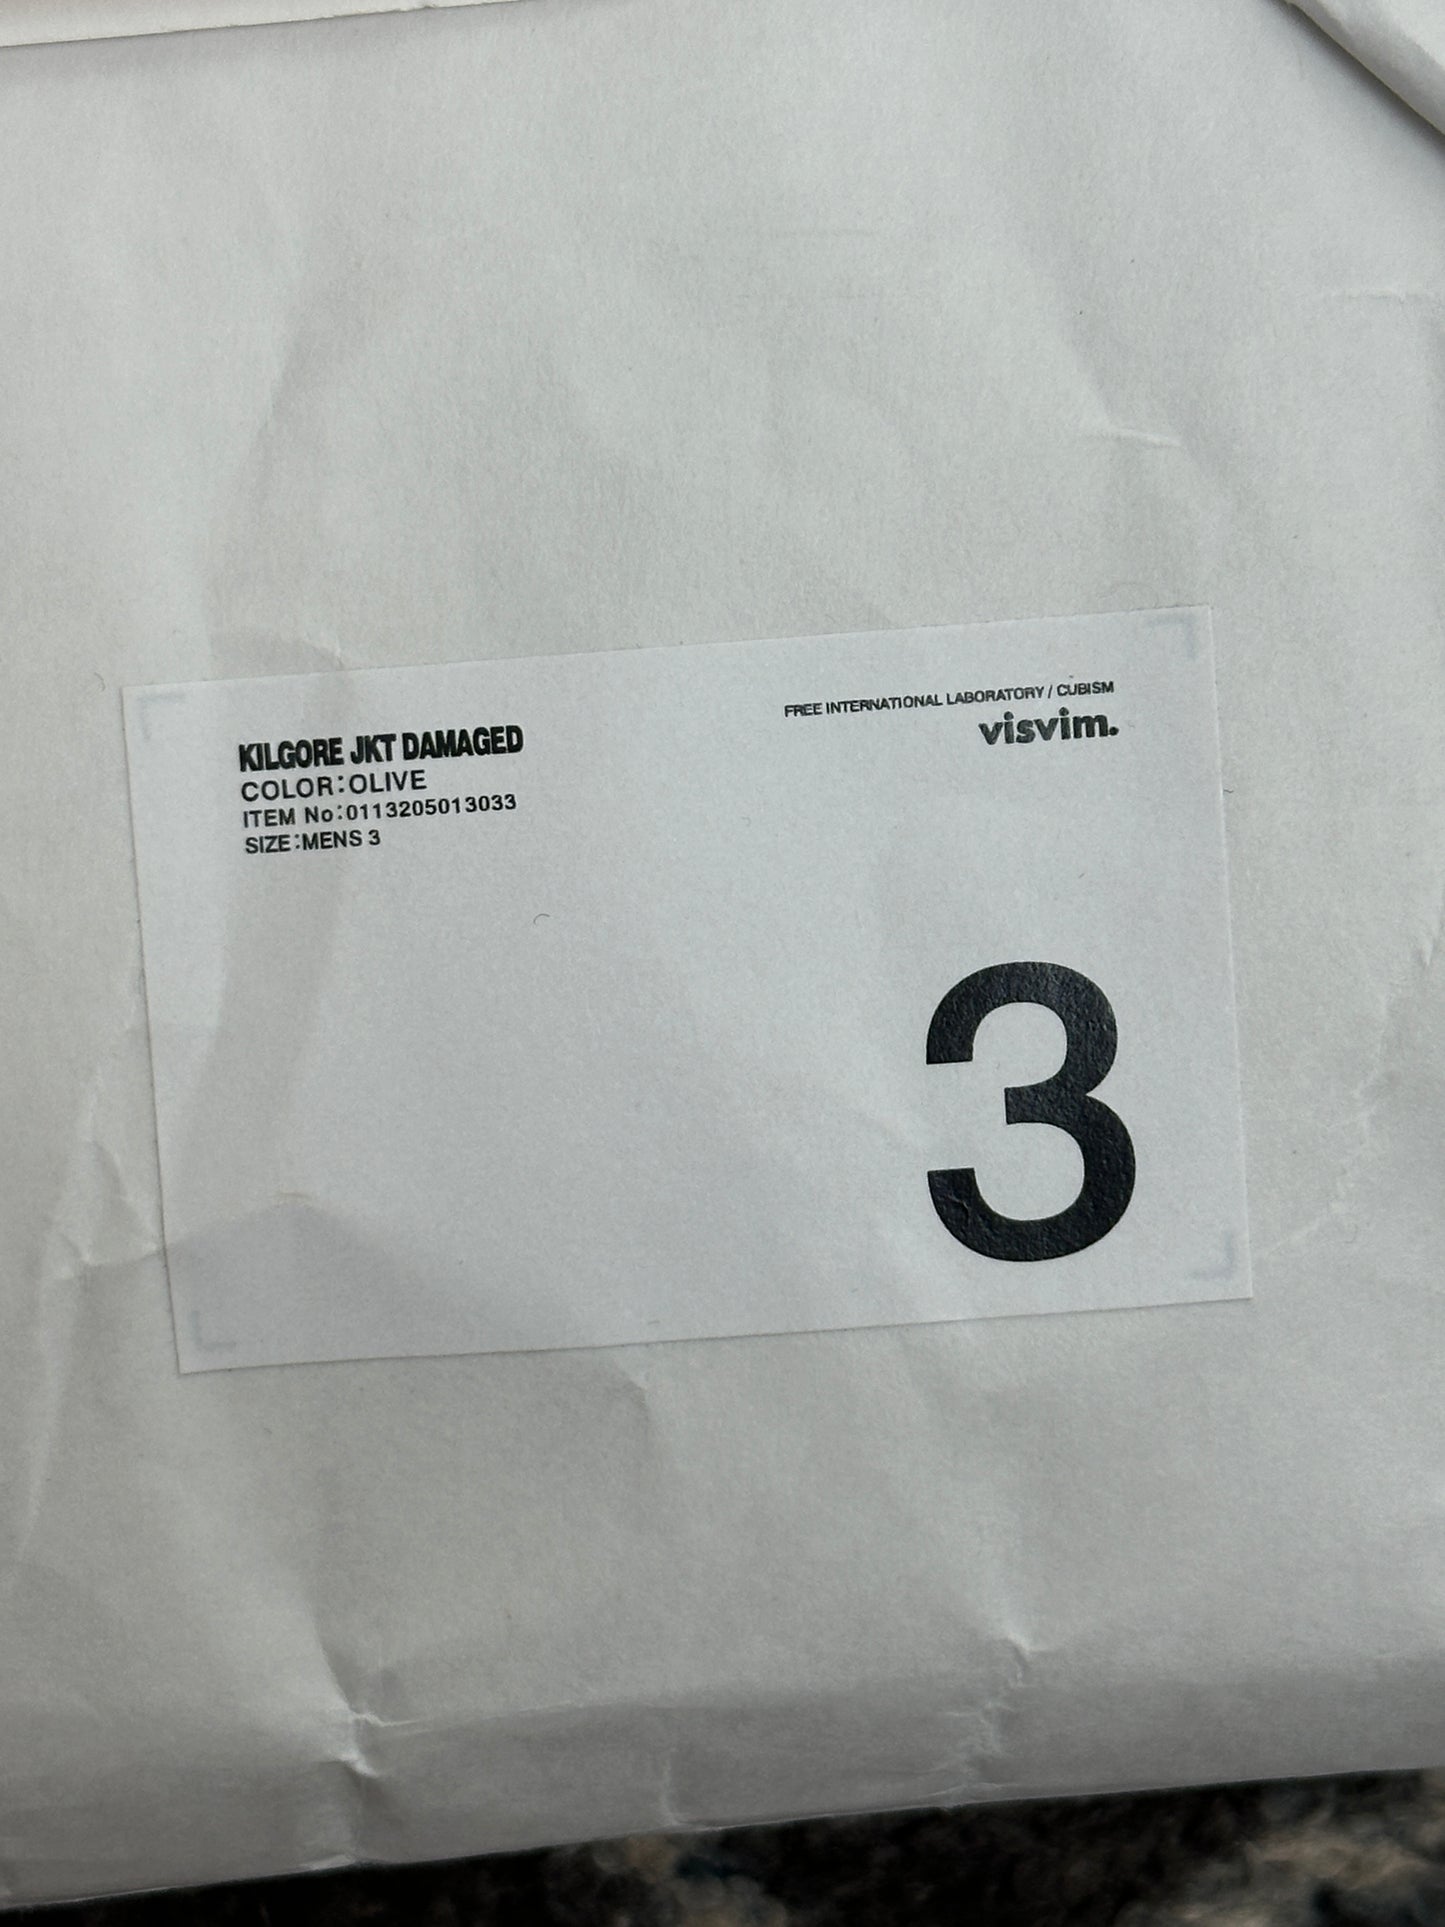 KILGORE JKT DAMAGED
COLOR:OLIVE
ITEM No:0113205013033
SIZE:MENS 3
FREE INTERNATIONAL LABORATORY / CUBISM
visvim.
3